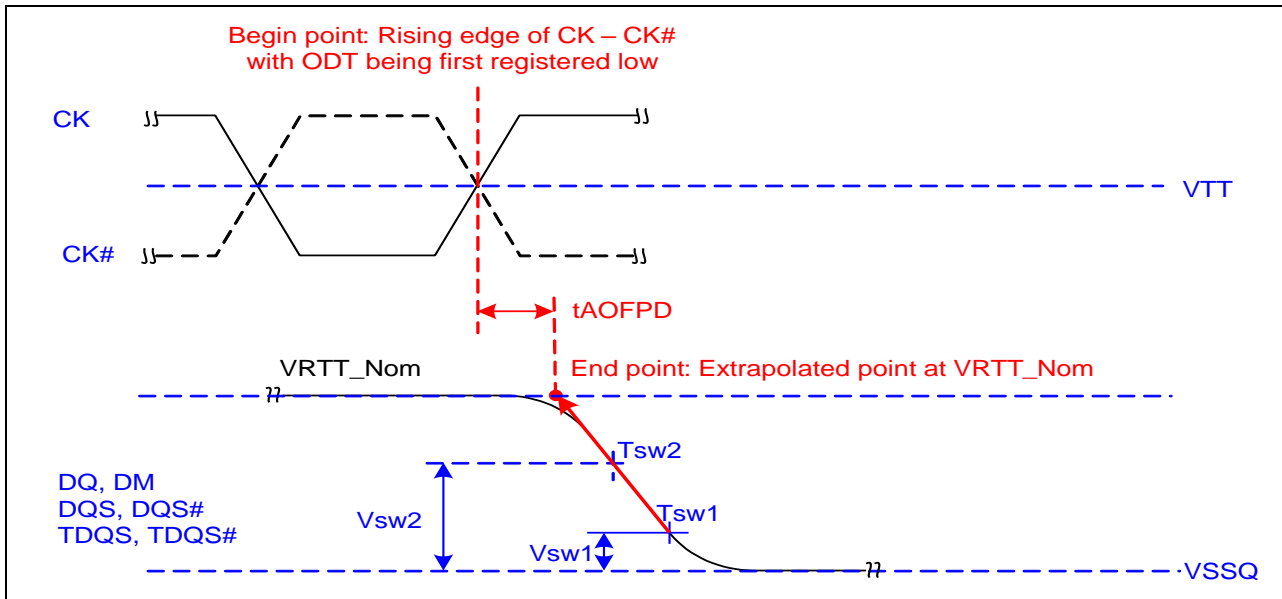 Begin point: Rising edge of CK – CK#
with ODT being first registered low
CK
VTT
CK#
tAOFPD
VRTT_Nom
End point: Extrapolated point at VRTT_Nom
Tsw2
DQ, DM
DQS, DQS#
TDQS, TDQS#
Vsw2
Tsw1
Vsw1
VSSQ